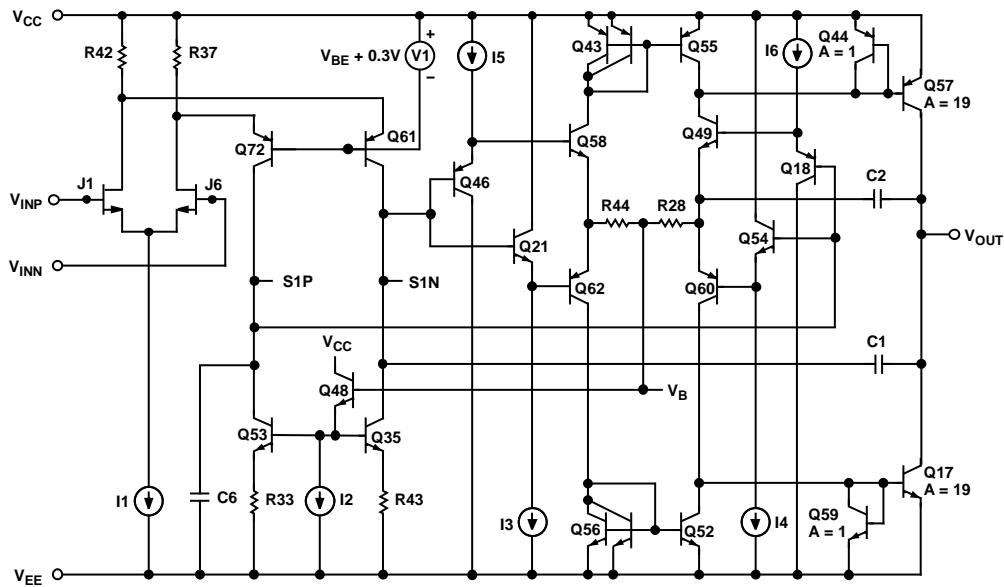 VCC
R42
R37
VBE + 0.3V
+
V1
−
I5
Q43
Q55
I6
Q44
A = 1
Q57
A = 19
Q72
Q61
Q58
Q49
Q46
Q18
C2
J1
J6
VINP
R44
R28
VOUT
Q21
Q54
VINN
S1P
S1N
Q62
Q60
C1
VCC
Q48
VB
Q53
Q35
Q17
A = 19
I1
C6
R33
I2
R43
I3
Q56
Q52
I4
Q59
A = 1
VEE